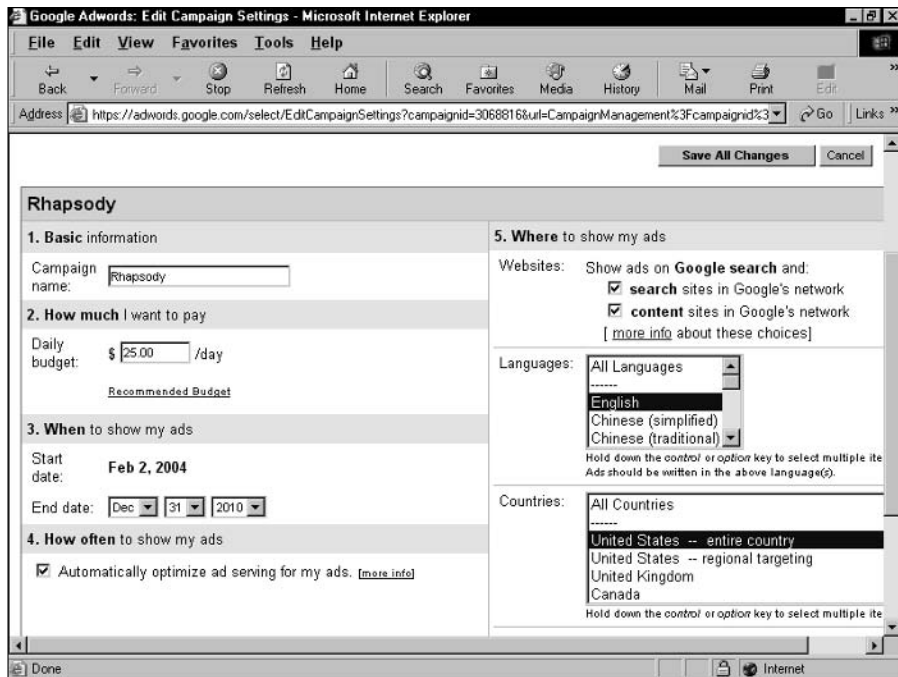 Google Adwords: Edit Campaign Settings - Microsoft Internet Explorer
File Edit View Favorites Tools Help
Back Forward Stop Refresh Home Search Favorites Media History Mail Print Edit
Address https://adwords.google.com/select/EditCampaignSettings?campaignid=3068816&url=CampaignManagement%3Fcampaignid%3 Go Links »
Save All Changes Cancel
Rhapsody
1. Basic information
Campaign name: Rhapsody
2. How much I want to pay
Daily budget: $ 25.00 /day
Recommended Budget
3. When to show my ads
Start date: Feb 2, 2004
End date: Dec 31 2010
4. How often to show my ads
Automatically optimize ad serving for my ads. [more info]
5. Where to show my ads
Websites: Show ads on Google search and:
search sites in Google's network
content sites in Google's network
[ more info about these choices]
Languages: All Languages
------
English
Chinese (simplified)
Chinese (traditional)
Hold down the control or option key to select multiple ite
Ads should be written in the above language(s).
Countries: All Countries
------
United States -- entire country
United States -- regional targeting
United Kingdom
Canada
Hold down the control or option key to select multiple ite
Done Internet